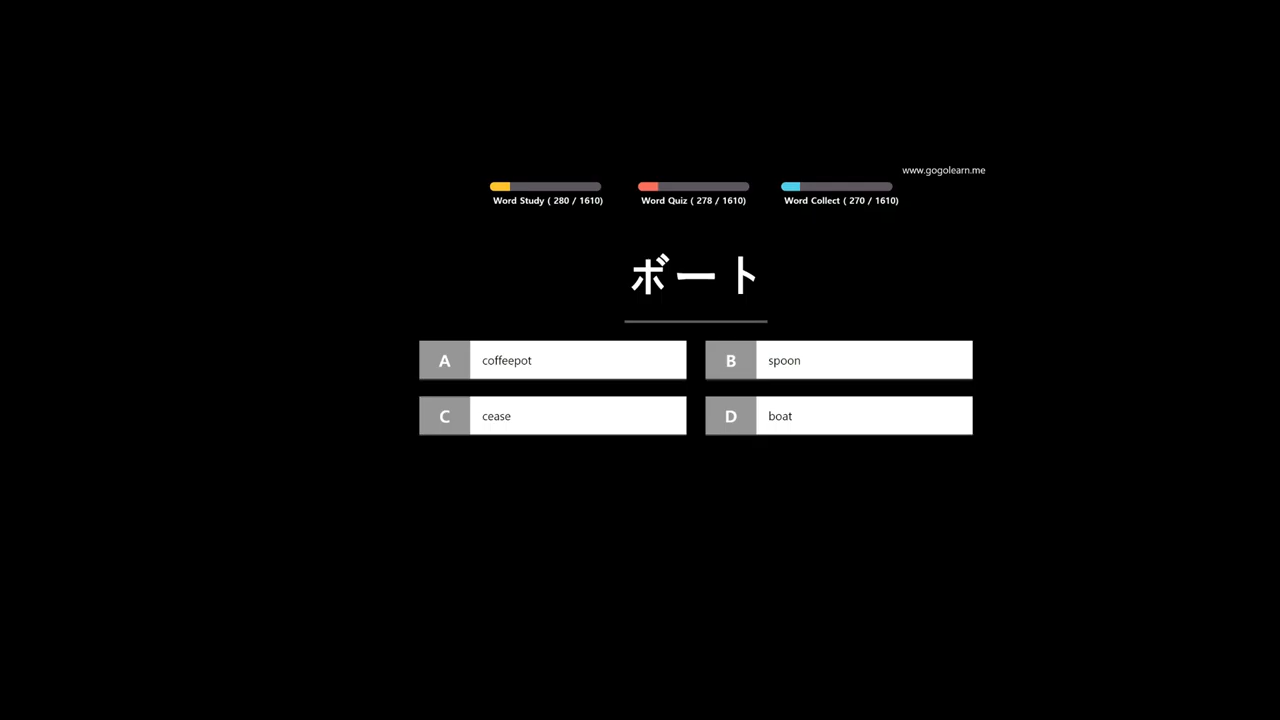 www.gogolearn.me
Word Study ( 280 / 1610)
Word Quiz ( 278 / 1610)
Word Collect ( 270 / 1610)
ボート
A coffeepot
B spoon
C cease
D boat